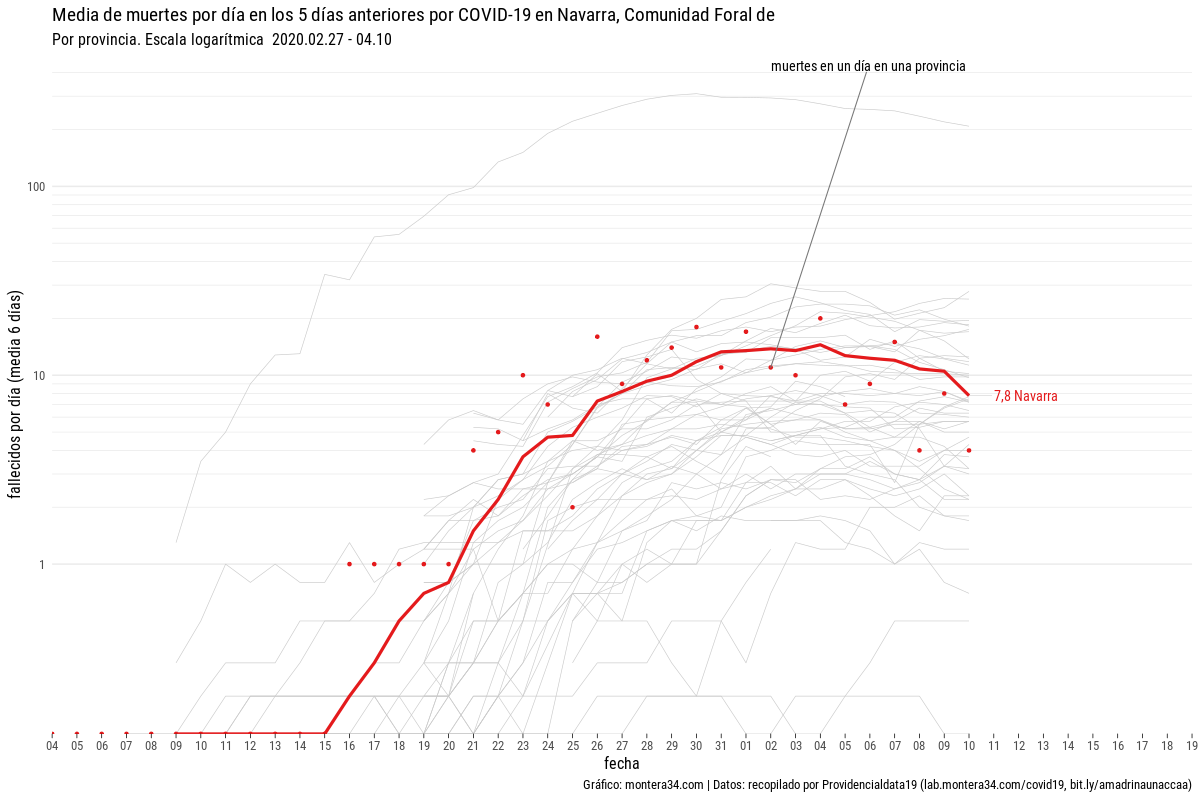 Media de muertes por día en los 5 días anteriores por COVID-19 en Navarra, Comunidad Foral de
Por provincia. Escala logarítmica  2020.02.27 - 04.10
muertes en un día en una provincia
100
10
1
fallecidos por día (media 6 días)
7,8 Navarra
04 05 06 07 08 09 10 11 12 13 14 15 16 17 18 19 20 21 22 23 24 25 26 27 28 29 30 31 01 02 03 04 05 06 07 08 09 10 11 12 13 14 15 16 17 18 19
fecha
Gráfico: montera34.com | Datos: recopilado por Providencialdata19 (lab.montera34.com/covid19, bit.ly/amadrinaunaccaa)